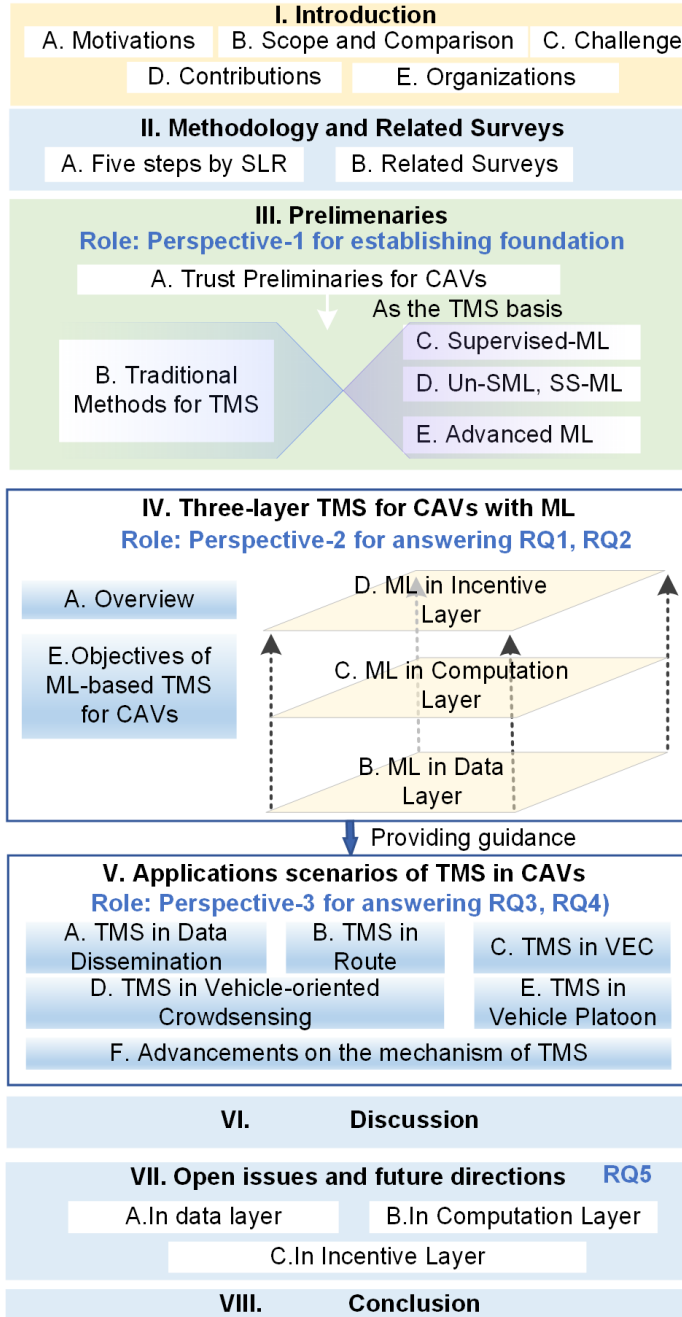 I. Introduction
A. Motivations
B. Scope and Comparison
C. Challenge
D. Contributions
E. Organizations
II. Methodology and Related Surveys
A. Five steps by SLR
B. Related Surveys
III. Prelimenaries
Role: Perspective-1 for establishing foundation
A. Trust Preliminaries for CAVs
As the TMS basis
B. Traditional
Methods for TMS
C. Supervised-ML
D. Un-SML, SS-ML
E. Advanced ML
IV. Three-layer TMS for CAVs with ML
Role: Perspective-2 for answering RQ1, RQ2
A. Overview
E.Objectives of
ML-based TMS
for CAVs
D. ML in Incentive
Layer
C. ML in Computation
Layer
B. ML in Data
Layer
Providing guidance
V. Applications scenarios of TMS in CAVs
Role: Perspective-3 for answering RQ3, RQ4)
A. TMS in Data
Dissemination
B. TMS in
Route
C. TMS in VEC
D. TMS in Vehicle-oriented
Crowdsensing
E. TMS in
Vehicle Platoon
F. Advancements on the mechanism of TMS
VI. Discussion
VII. Open issues and future directions RQ5
A.In data layer
B.In Computation Layer
C.In Incentive Layer
VIII. Conclusion